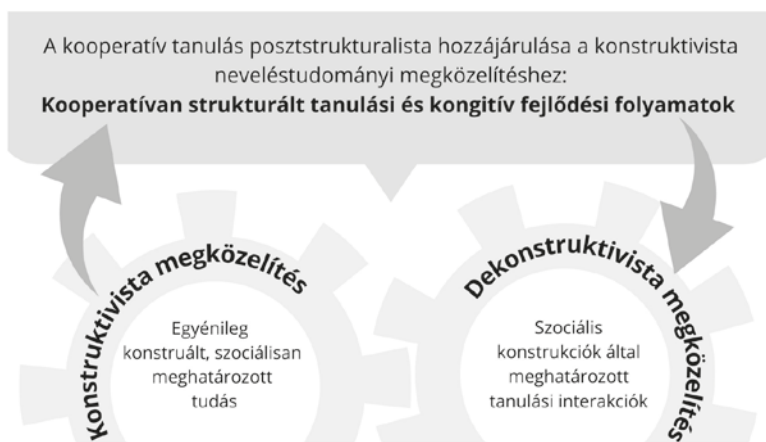 A kooperatív tanulás posztstrukturalista hozzájárulása a konstruktivista
neveléstudományi megközelítéshez:
Kooperatívan strukturált tanulási és kongitív fejlődési folyamatok
Konstruktivista megközelítés
Egyénileg
konstruált, szociálisan
meghatározott
tudás
Dekonstruktivista megközelítés
Szociális
konstrukciók által
meghatározott
tanulási interakciók